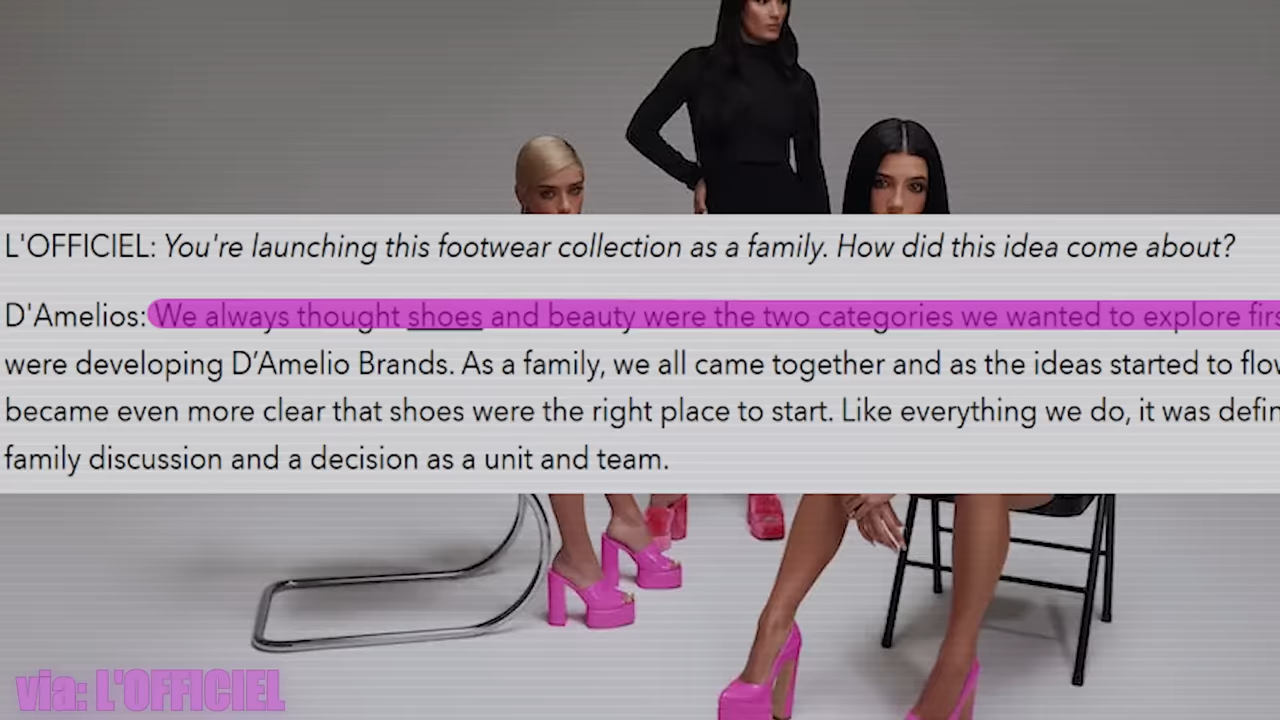 L'OFFICIEL: You're launching this footwear collection as a family. How did this idea come about?
D'Amelios: We always thought shoes and beauty were the two categories we wanted to explore
were developing D'Amelio Brands. As a family, we all came together and as the ideas started to
became even more clear that shoes were the right place to start. Like everything we do, it was
family discussion and a decision as a unit and team.
via: L'OFFICIEL